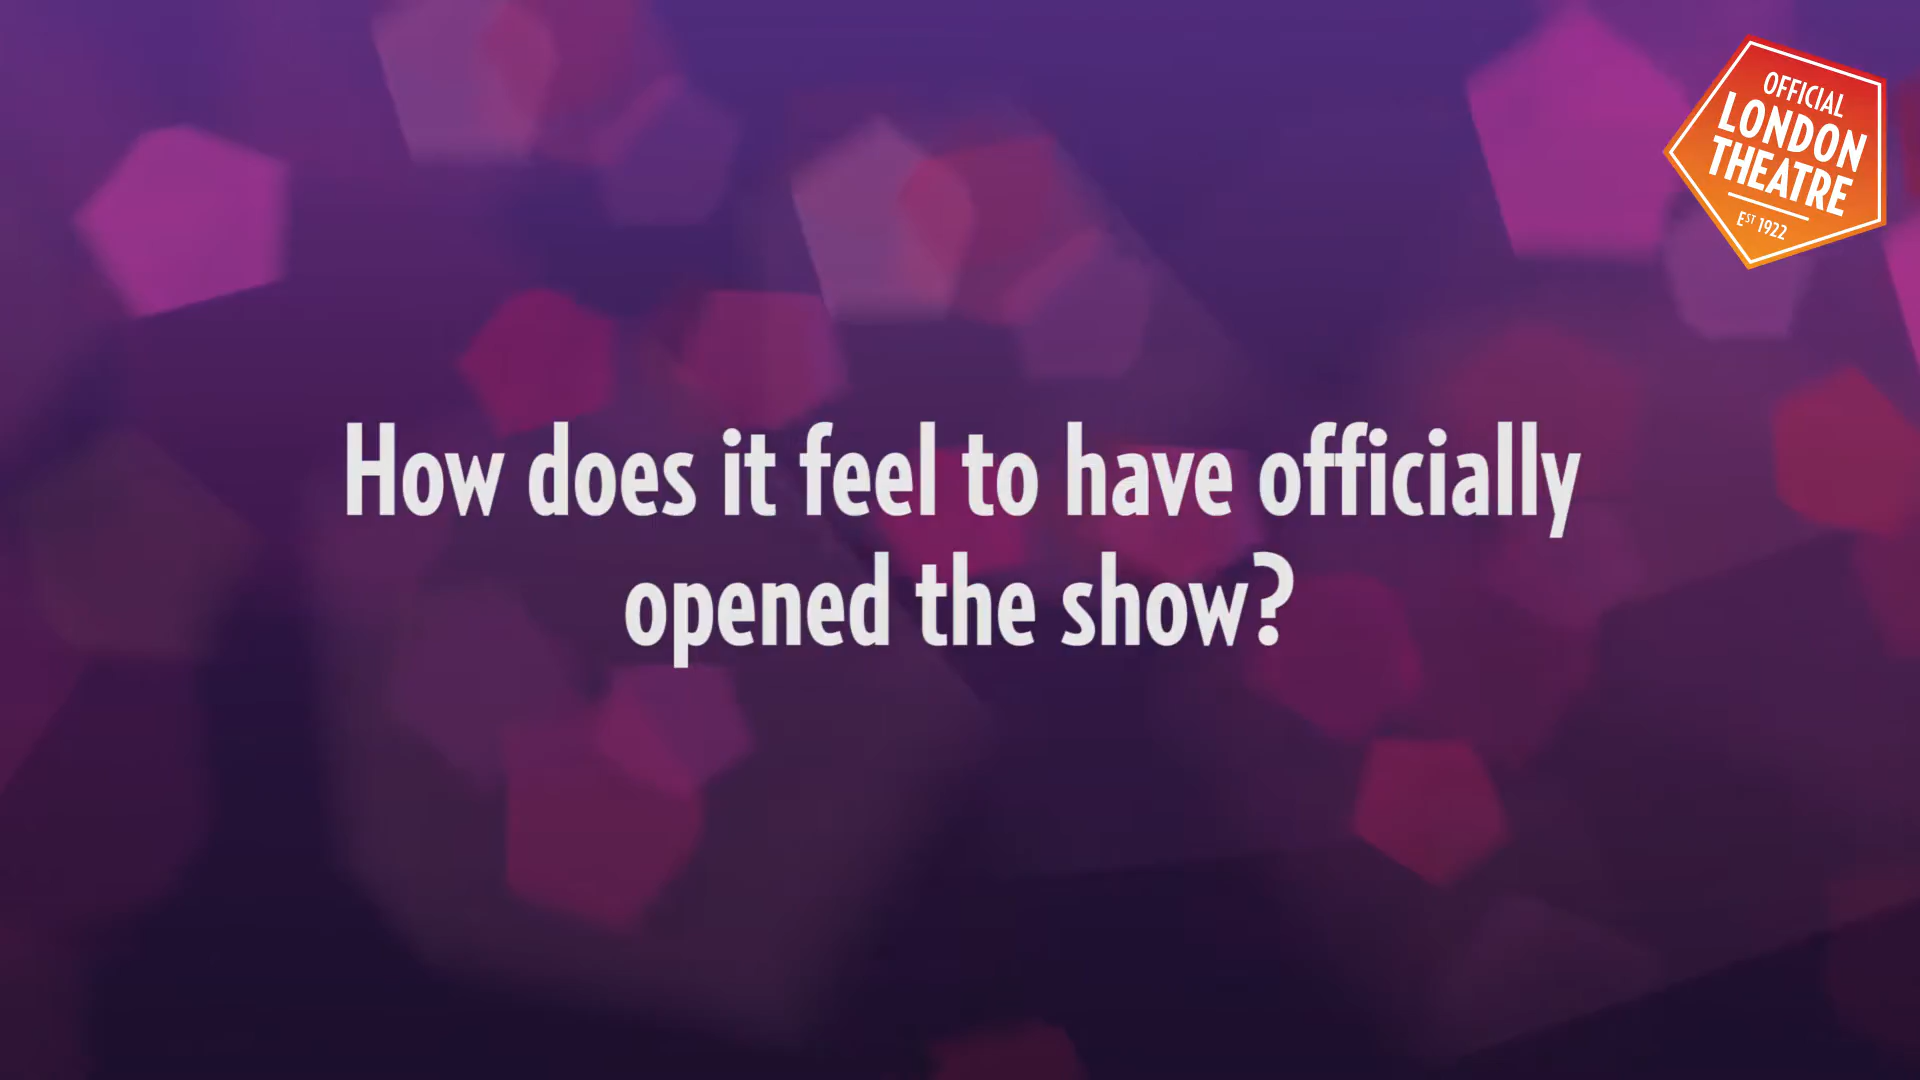 OFFICIAL
LONDON
THEATRE
EST 1922
How does it feel to have officially
opened the show?